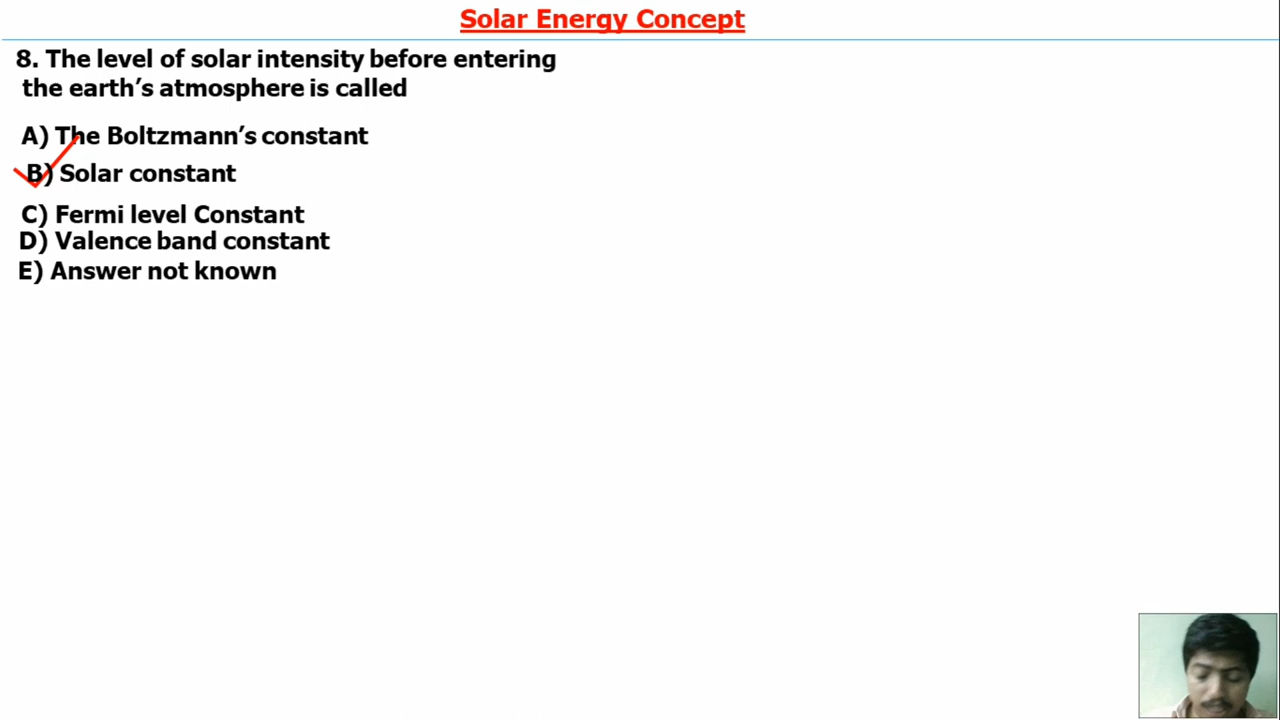 Solar Energy Concept
8. The level of solar intensity before entering
the earth’s atmosphere is called
A) The Boltzmann’s constant
B) Solar constant
C) Fermi level Constant
D) Valence band constant
E) Answer not known